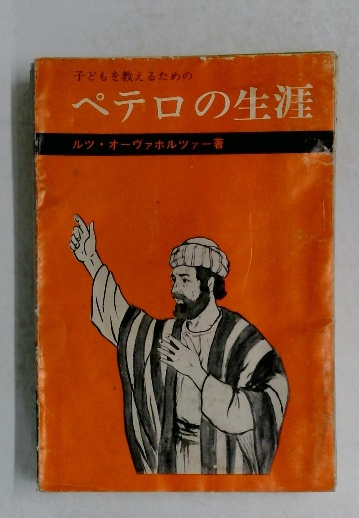 子どもを教えるための
ペテロの生涯
ルツ・オーヴァホルツァー著